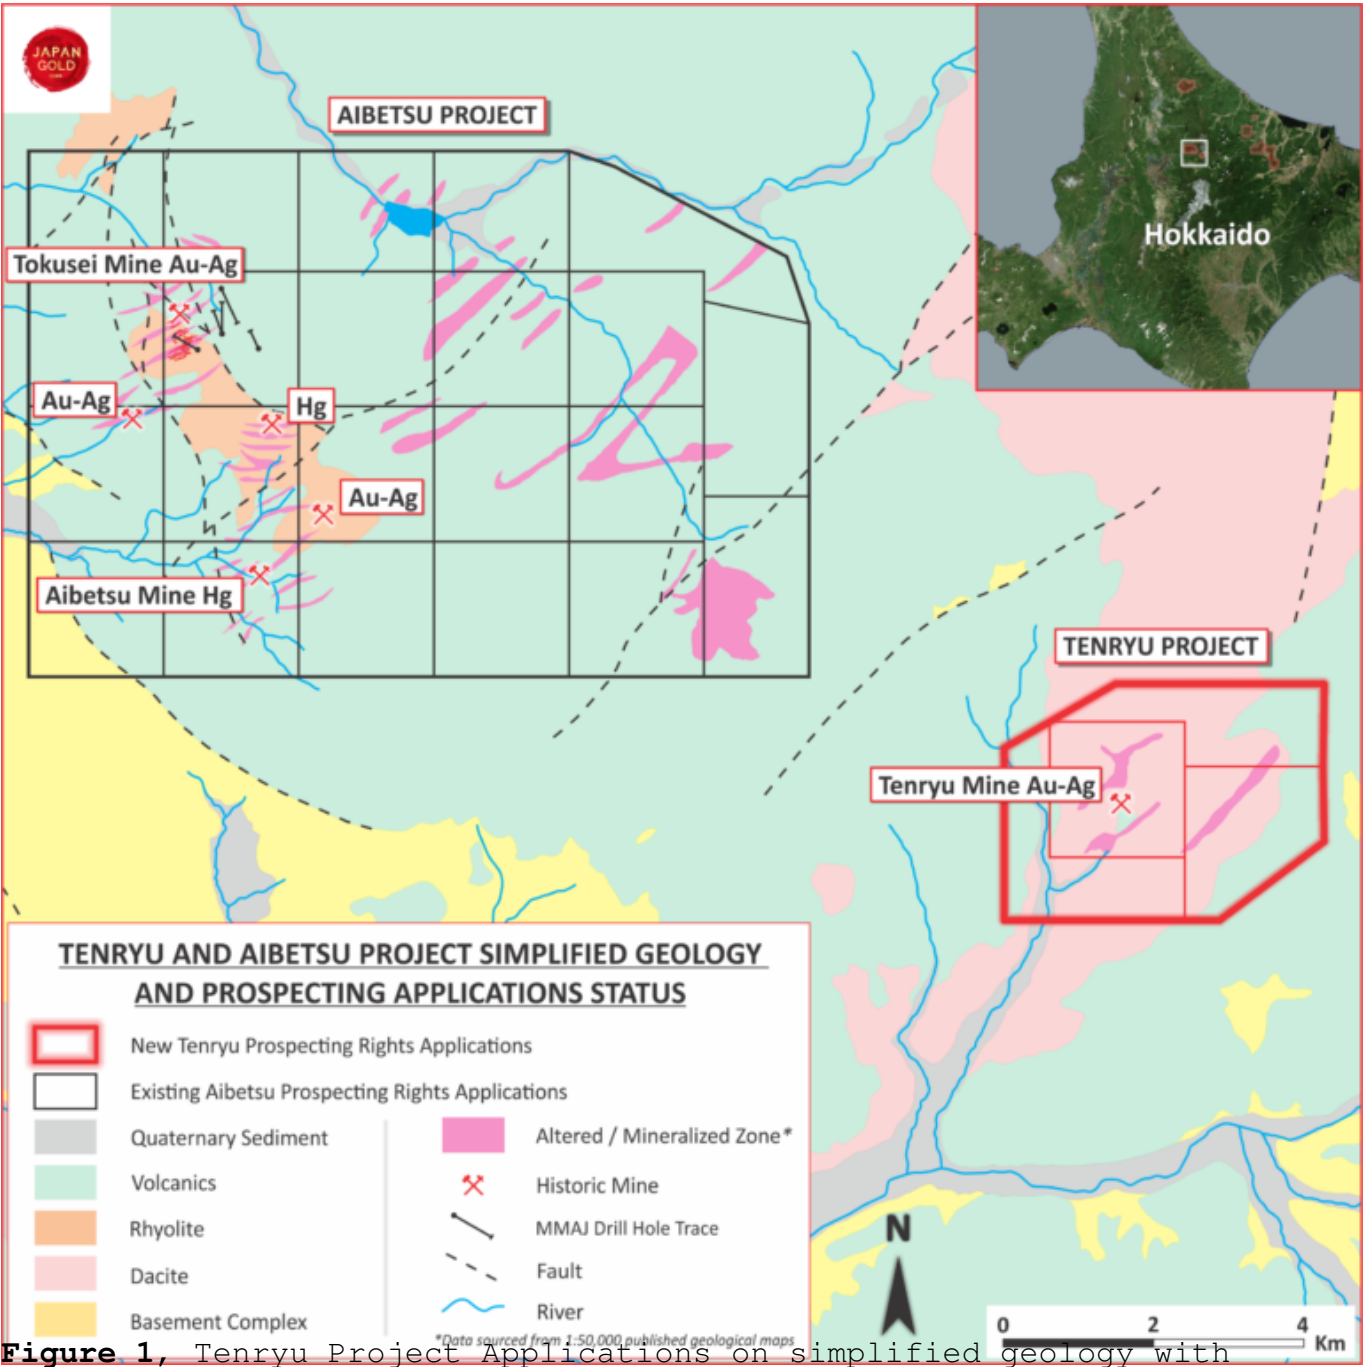 JAPAN
GOLD
CORP.
AIBETSU PROJECT
Hokkaido
Tokusei Mine Au-Ag
Au-Ag
Hg
Au-Ag
Aibetsu Mine Hg
TENRYU PROJECT
Tenryu Mine Au-Ag
TENRYU AND AIBETSU PROJECT SIMPLIFIED GEOLOGY
AND PROSPECTING APPLICATIONS STATUS
New Tenryu Prospecting Rights Applications
Existing Aibetsu Prospecting Rights Applications
Quaternary Sediment
Volcanics
Rhyolite
Dacite
Basement Complex
Altered / Mineralized Zone*
Historic Mine
MMAJ Drill Hole Trace
Fault
River
*Data sourced from 1:50,000 published geological maps
N
0 2 4 Km
Figure 1, Tenryu Project Applications on simplified geology with